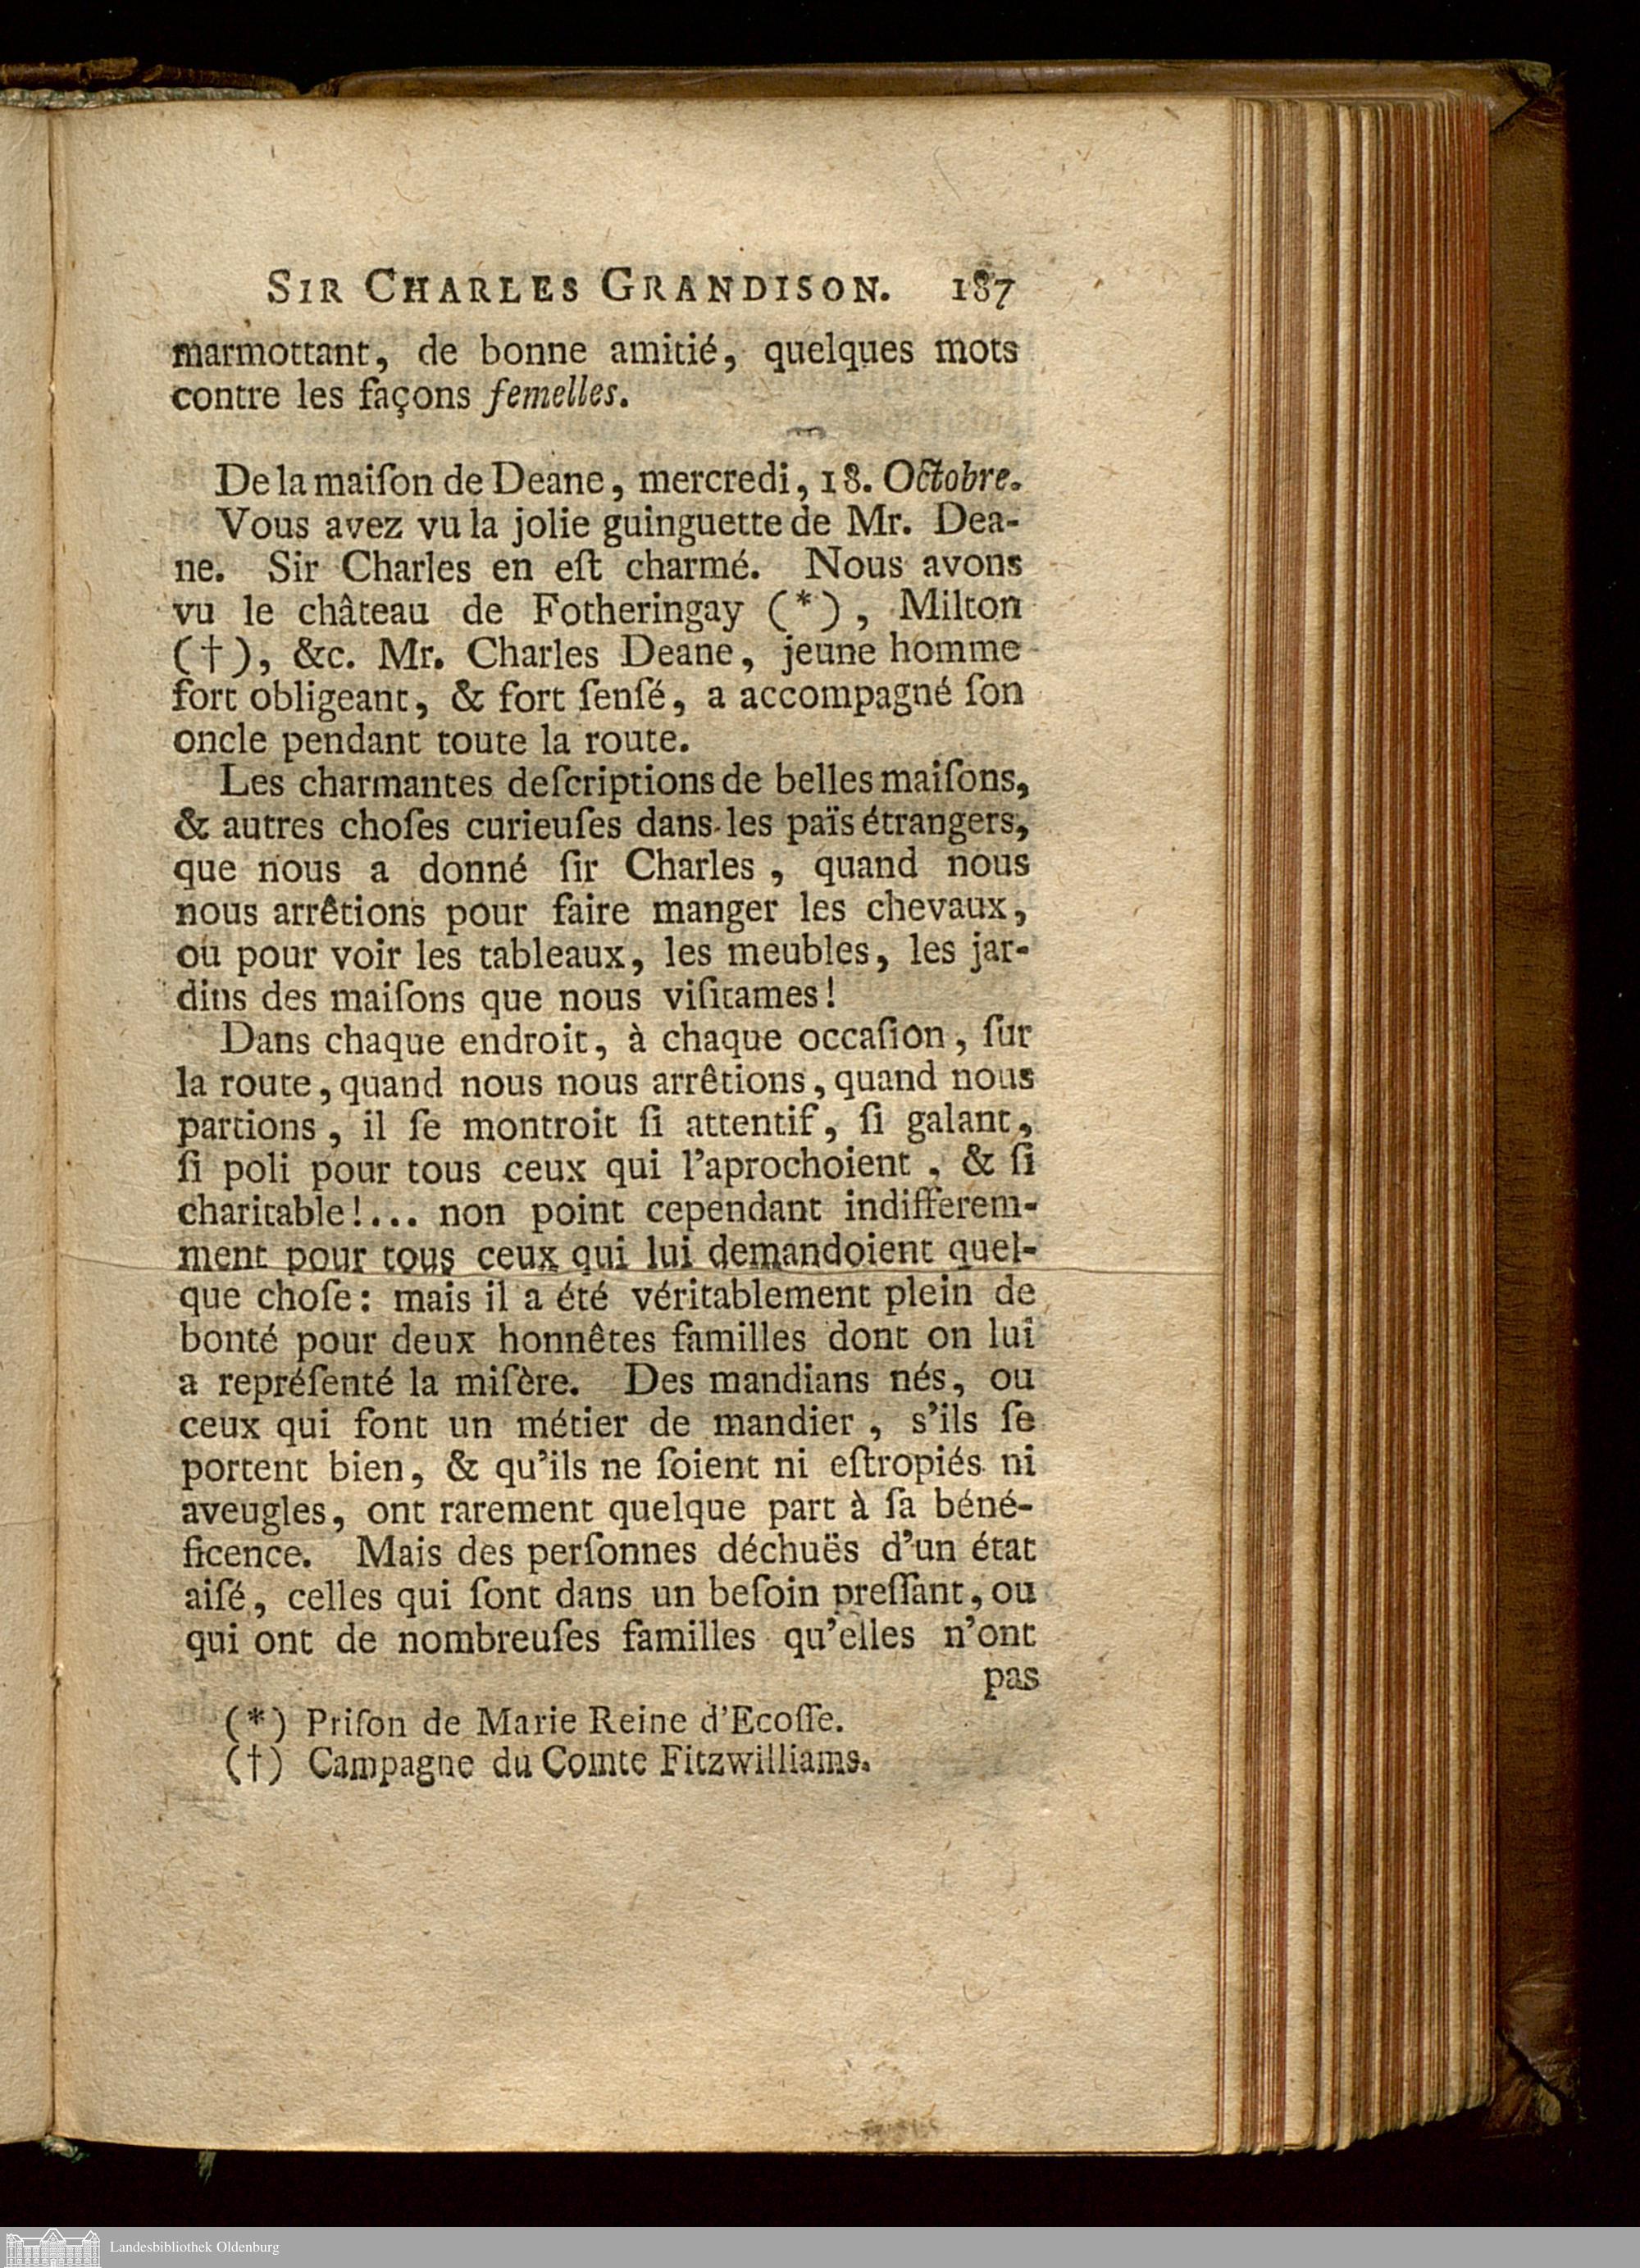 SIR CHARLES GRANDISON. 187
marmottant, de bonne amitié, quelques mots
contre les façons femelles.
De la maiſon de Deane, mercredi, 18. Octobre.
Vous avez vu la jolie guinguette de Mr. Dea-
ne. Sir Charles en eſt charmé. Nous avons
vu le château de Fotheringay (*), Milton
(†), &c. Mr. Charles Deane, jeune homme
fort obligeant, & fort ſenſé, a accompagné ſon
oncle pendant toute la route.
Les charmantes deſcriptions de belles maiſons,
& autres choſes curieuſes dans les païs étrangers,
que nous a donné ſir Charles, quand nous
nous arrêtions pour faire manger les chevaux,
ou pour voir les tableaux, les meubles, les jar-
dins des maiſons que nous viſitames!
Dans chaque endroit, à chaque occaſion, ſur
la route, quand nous nous arrêtions, quand nous
partions, il ſe montroit ſi attentif, ſi galant,
ſi poli pour tous ceux qui l'aprochoient, & ſi
charitable!... non point cependant indifferem-
ment pour tous ceux qui lui demandoient quel-
que choſe: mais il a été véritablement plein de
bonté pour deux honnêtes familles dont on lui
a repréſenté la miſère. Des mandians nés, ou
ceux qui font un métier de mandier, s'ils ſe
portent bien, & qu'ils ne ſoient ni eſtropiés ni
aveugles, ont rarement quelque part à ſa béné-
ficence. Mais des perſonnes déchuës d'un état
aiſé, celles qui ſont dans un beſoin preſſant, ou
qui ont de nombreuſes familles qu'elles n'ont
pas
(*) Priſon de Marie Reine d'Ecoſſe.
(†) Campagne du Comte Fitzwilliams.
Landesbibliothek Oldenburg